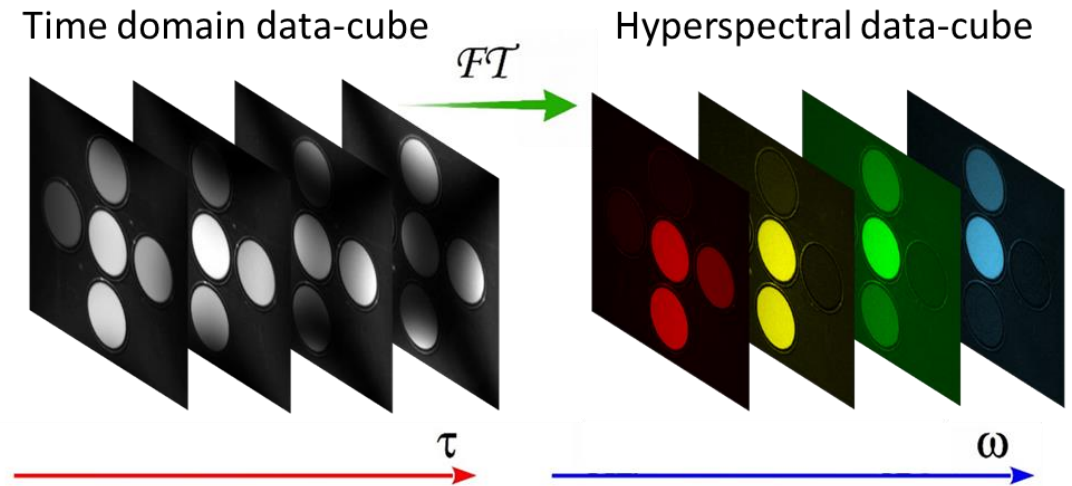 Time domain data-cube
Hyperspectral data-cube
ℱ𝒯
τ
ω